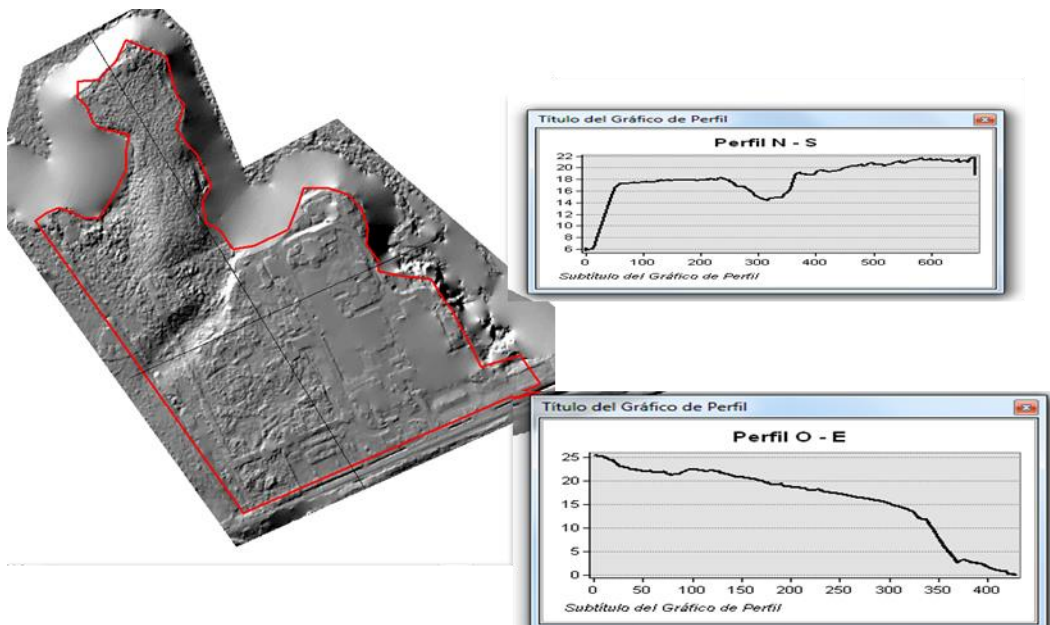 Título del Gráfico de Perfil
Perfil N - S
22
20
18
16
14
12
10
8
6
0 100 200 300 400 500 600
Subtítulo del Gráfico de Perfil
Título del Gráfico de Perfil
Perfil O - E
25
20
15
10
5
0
0 50 100 150 200 250 300 350 400
Subtítulo del Gráfico de Perfil